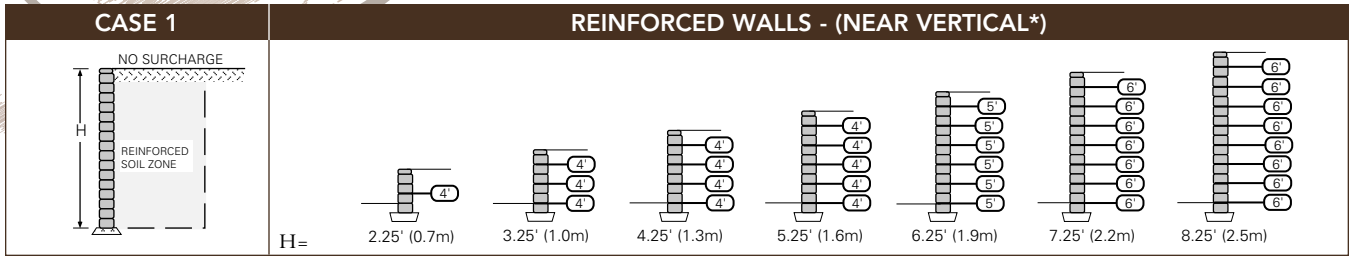 CASE 1
REINFORCED WALLS - (NEAR VERTICAL*)
NO SURCHARGE
H
REINFORCED
SOIL ZONE
H=
4'
2.25' (0.7m)
4'
4'
4'
3.25' (1.0m)
4'
4'
4'
4'
4.25' (1.3m)
4'
4'
4'
4'
4'
5.25' (1.6m)
5'
5'
5'
5'
5'
5'
6.25' (1.9m)
6'
6'
6'
6'
6'
6'
6'
7.25' (2.2m)
6'
6'
6'
6'
6'
6'
6'
6'
8.25' (2.5m)